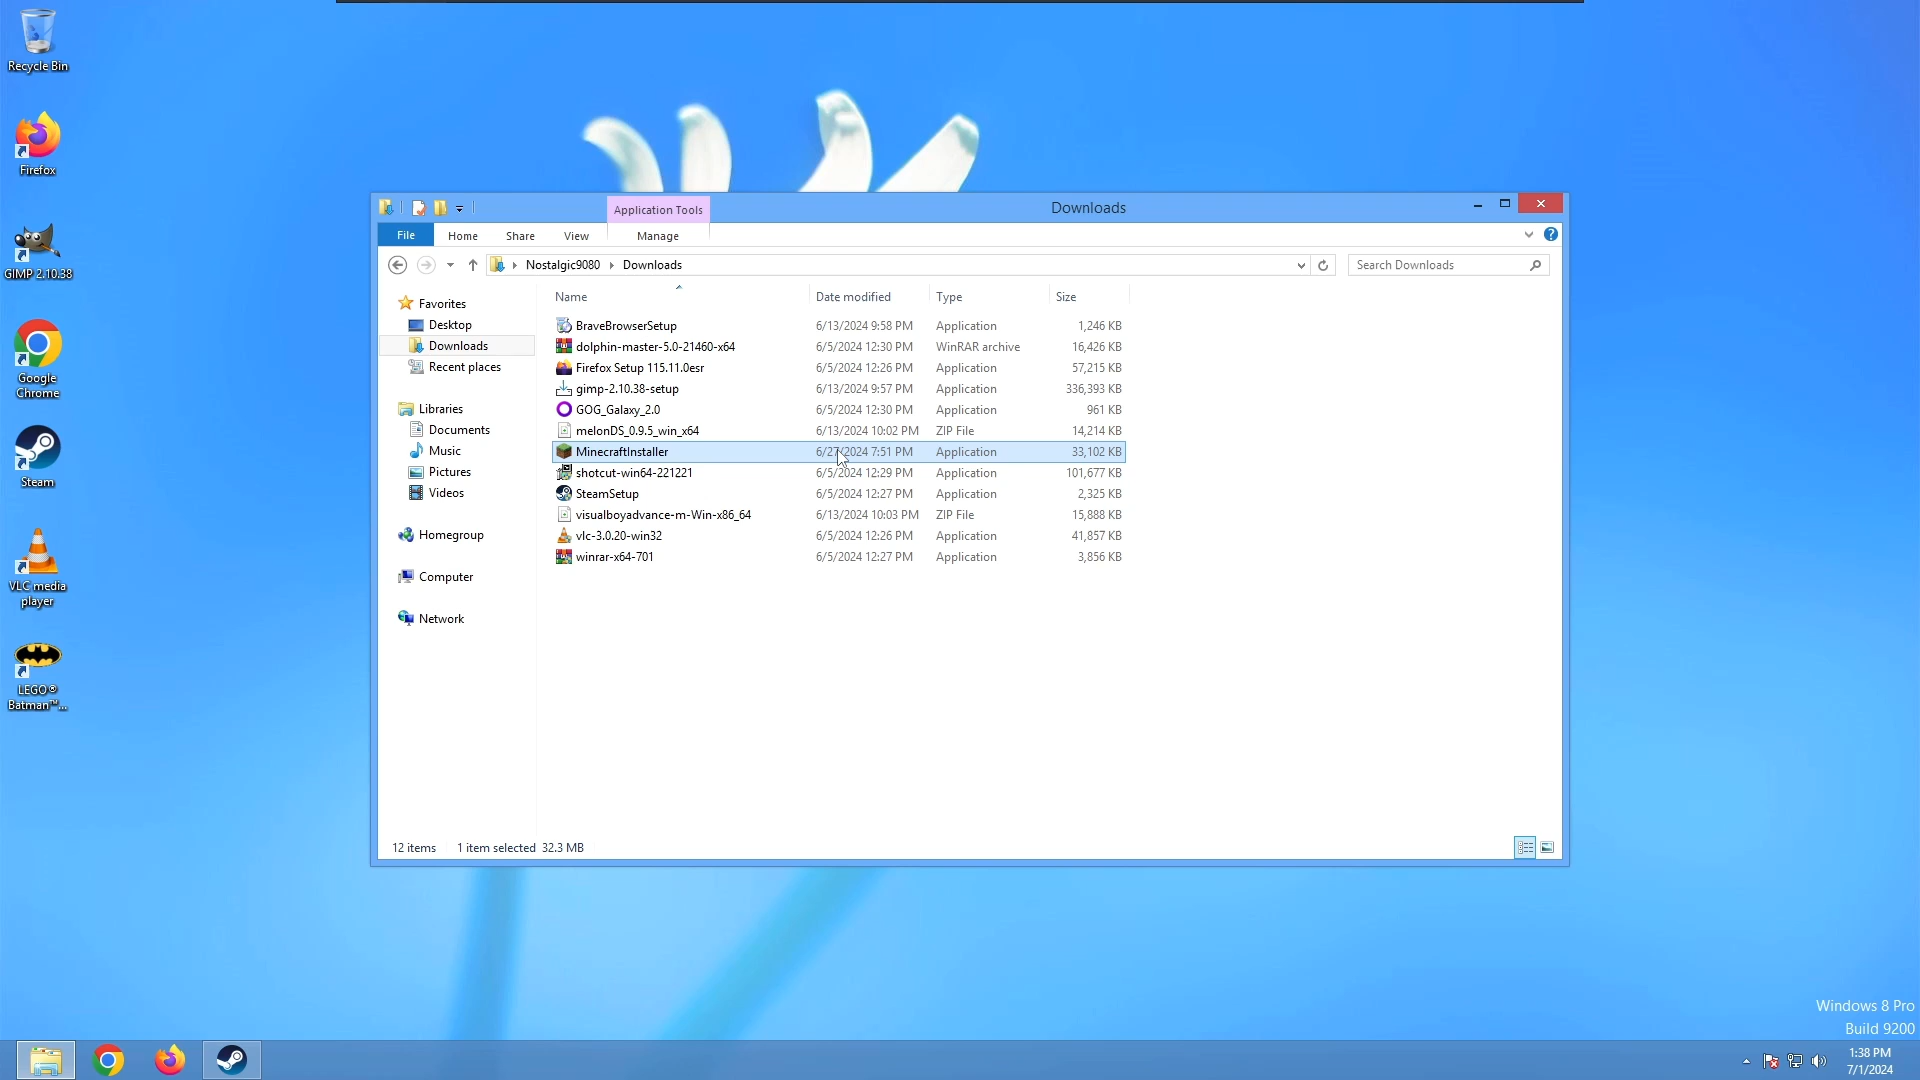 Recycle Bin
Firefox
GIMP 2.10.38
Google
Chrome
Steam
VLC media
player
LEGO®
Batman™...
Application Tools
Downloads
File
Home
Share
View
Manage
Nostalgic9080
Downloads
Search Downloads
Favorites
Desktop
Downloads
Recent places
Libraries
Documents
Music
Pictures
Videos
Homegroup
Computer
Network
Name Date modified Type Size
BraveBrowserSetup 6/13/2024 9:58 PM Application 1,246 KB
dolphin-master-5.0-21460-x64 6/5/2024 12:30 PM WinRAR archive 16,426 KB
Firefox Setup 115.11.0esr 6/5/2024 12:26 PM Application 57,215 KB
gimp-2.10.38-setup 6/13/2024 9:57 PM Application 336,393 KB
GOG_Galaxy_2.0 6/5/2024 12:30 PM Application 961 KB
melonDS_0.9.5_win_x64 6/13/2024 10:02 PM ZIP File 14,214 KB
MinecraftInstaller 6/27/2024 7:51 PM Application 33,102 KB
shotcut-win64-221221 6/5/2024 12:29 PM Application 101,677 KB
SteamSetup 6/5/2024 12:27 PM Application 2,325 KB
visualboyadvance-m-Win-x86_64 6/13/2024 10:03 PM ZIP File 15,888 KB
vlc-3.0.20-win32 6/5/2024 12:26 PM Application 41,857 KB
winrar-x64-701 6/5/2024 12:27 PM Application 3,856 KB
12 items 1 item selected 32.3 MB
Windows 8 Pro
Build 9200
1:38 PM
7/1/2024